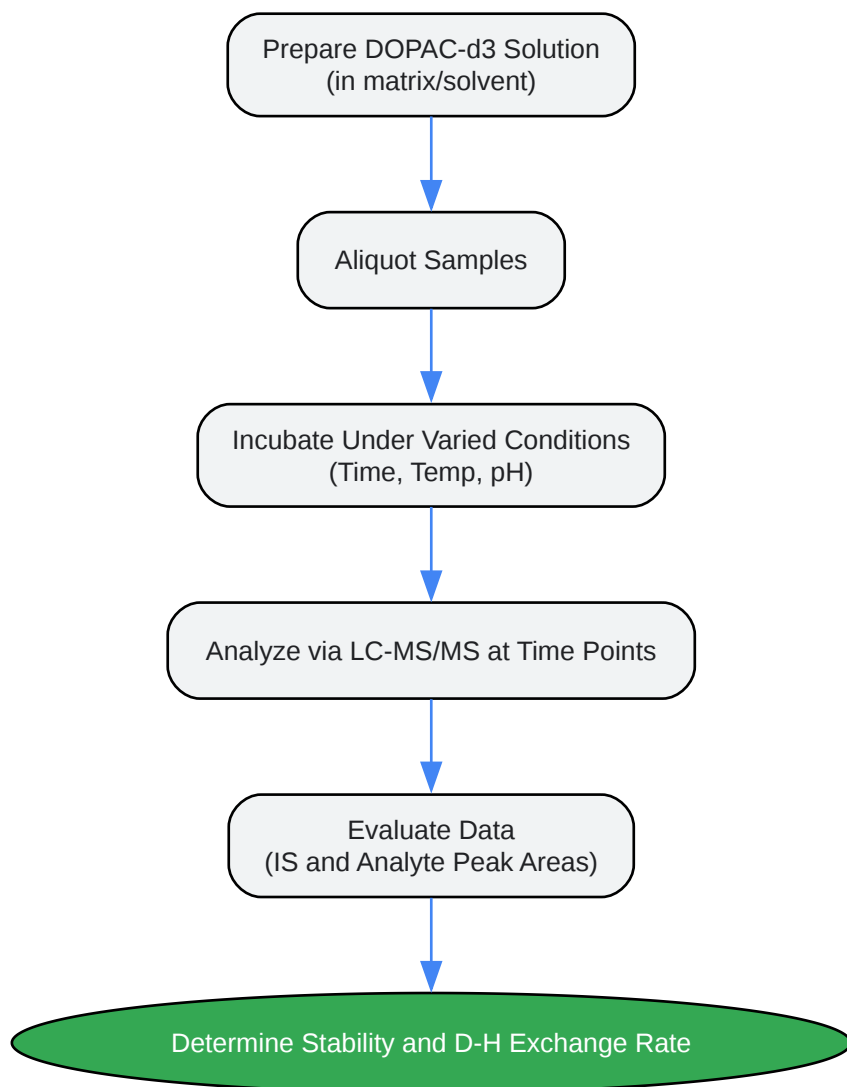 Prepare DOPAC-d3 Solution
(in matrix/solvent)
Aliquot Samples
Incubate Under Varied Conditions
(Time, Temp, pH)
Analyze via LC-MS/MS at Time Points
Evaluate Data
(IS and Analyte Peak Areas)
Determine Stability and D-H Exchange Rate